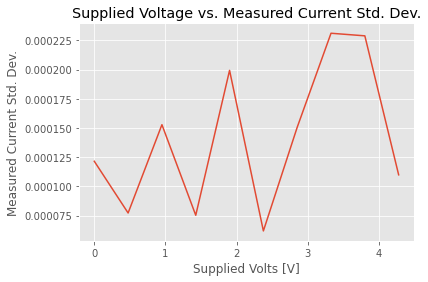 Supplied Voltage vs. Measured Current Std. Dev.
0.000225
0.000200
0.000175
0.000150
0.000125
0.000100
0.000075
Measured Current Std. Dev.
0 1 2 3 4
Supplied Volts [V]